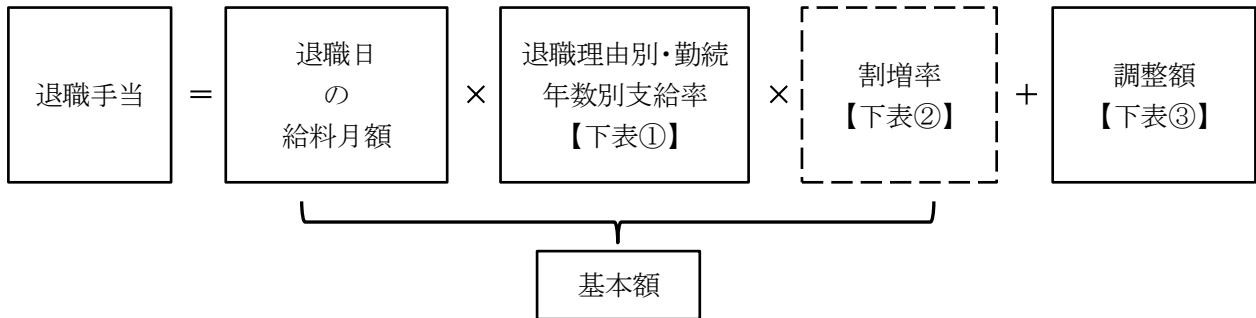 退職手当
＝
退職日
の
給料月額
×
退職理由別・勤続
年数別支給率
【下表①】
×
割増率
【下表②】
＋
調整額
【下表③】
基本額